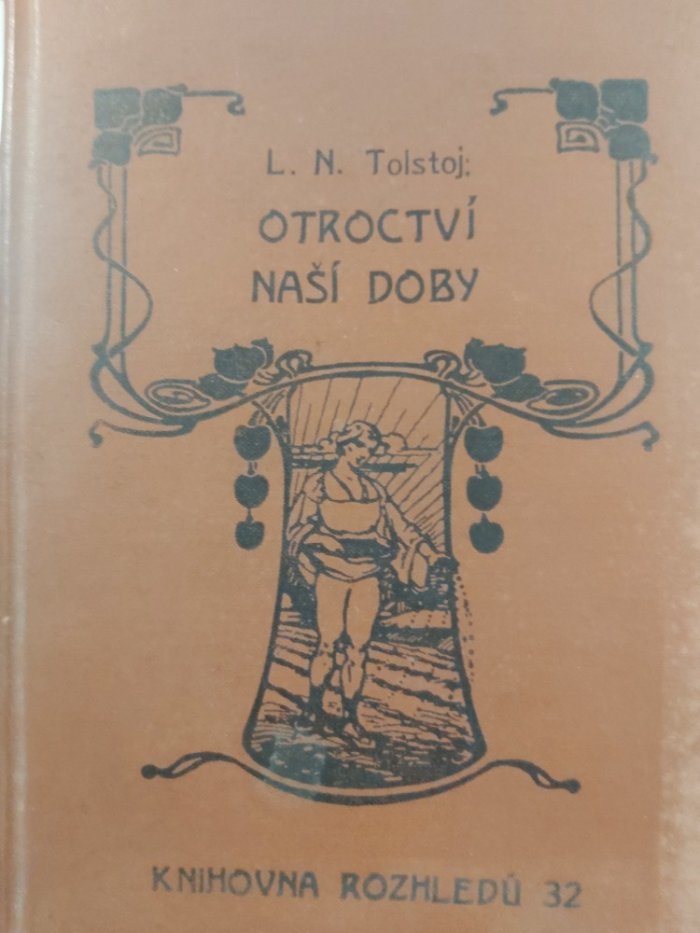 L. N. Tolstoj:
OTROCTVÍ
NAŠÍ DOBY
KNIHOVNA ROZHLEDŮ 32